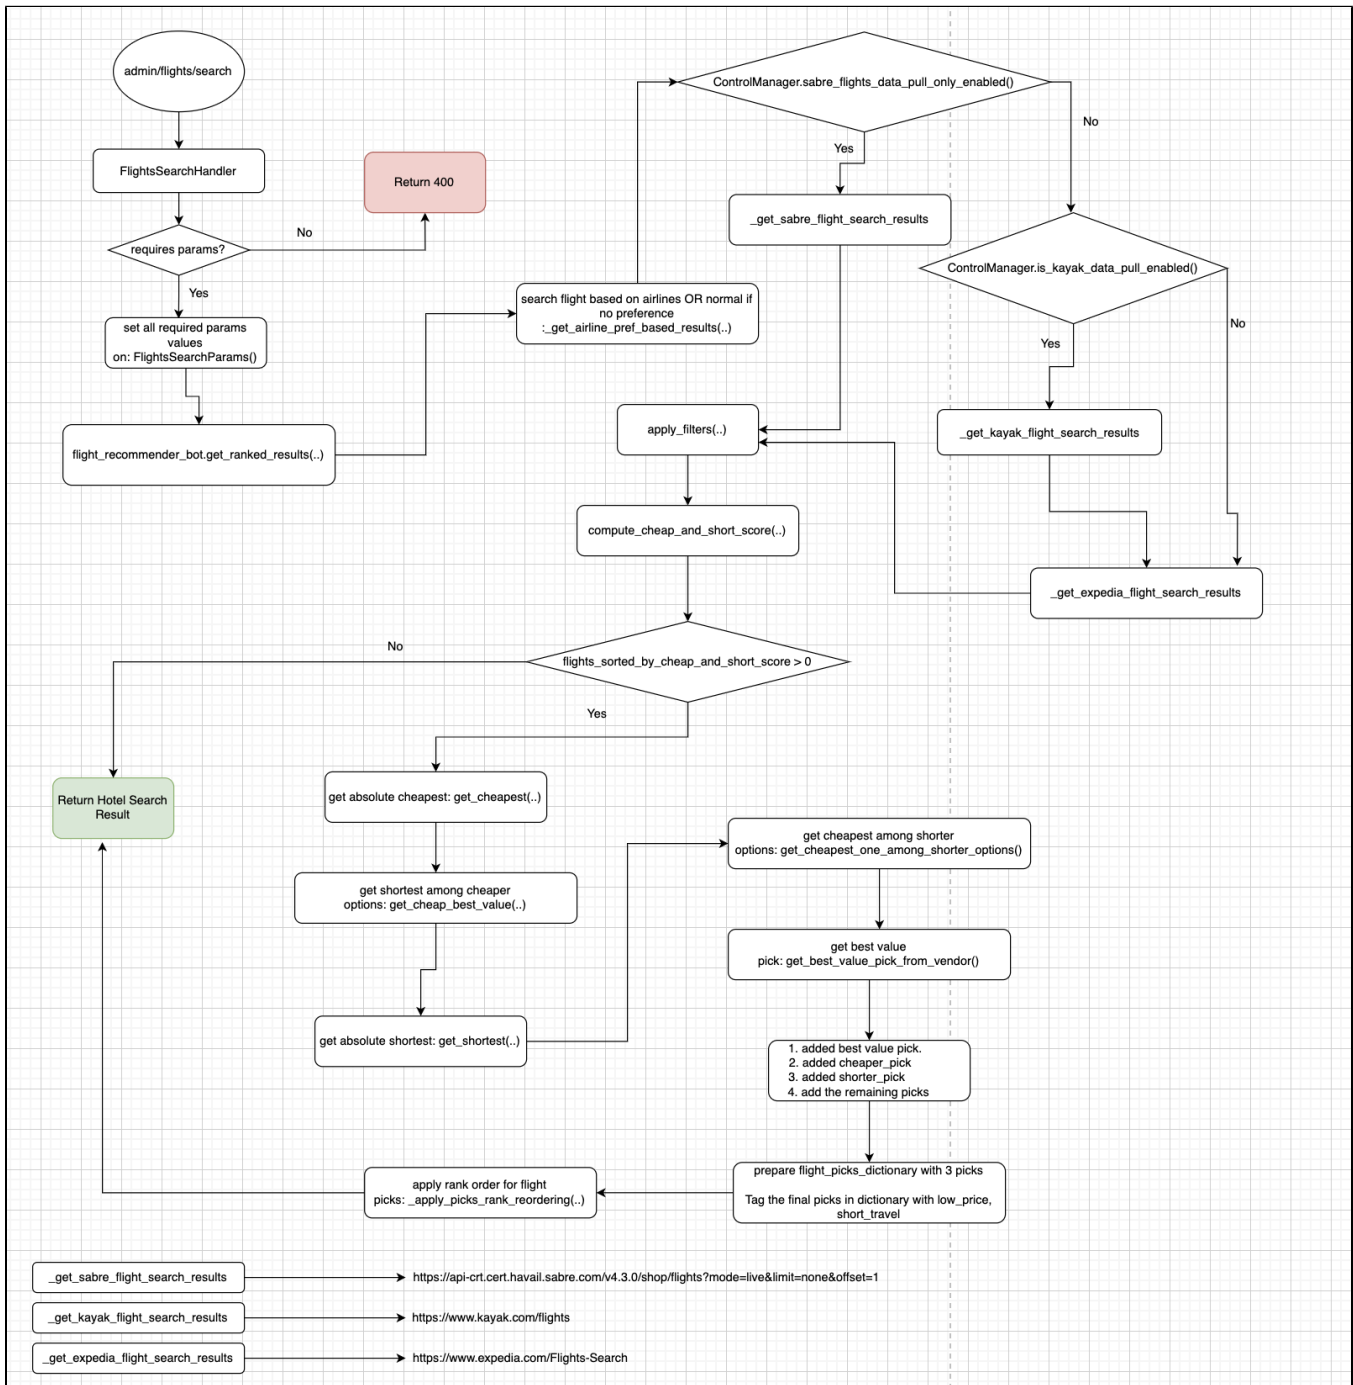 admin/flights/search
FlightsSearchHandler
requires params?
No
Return 400
Yes
set all required params
values
on: FlightsSearchParams()
flight_recommender_bot.get_ranked_results(..)
search flight based on airlines OR normal if
no preference
:_get_airline_pref_based_results(..)
ControlManager.sabre_flights_data_pull_only_enabled()
Yes
No
_get_sabre_flight_search_results
ControlManager.is_kayak_data_pull_enabled()
Yes
No
_get_kayak_flight_search_results
_get_expedia_flight_search_results
apply_filters(..)
compute_cheap_and_short_score(..)
flights_sorted_by_cheap_and_short_score > 0
No
Yes
Return Hotel Search
Result
get absolute cheapest: get_cheapest(..)
get shortest among cheaper
options: get_cheap_best_value(..)
get absolute shortest: get_shortest(..)
get cheapest among shorter
options: get_cheapest_one_among_shorter_options()
get best value
pick: get_best_value_pick_from_vendor()
1. added best value pick.
2. added cheaper_pick
3. added shorter_pick
4. add the remaining picks
prepare flight_picks_dictionary with 3 picks
Tag the final picks in dictionary with low_price,
short_travel
apply rank order for flight
picks: _apply_picks_rank_reordering(..)
_get_sabre_flight_search_results
https://api-crt.cert.havail.sabre.com/v4.3.0/shop/flights?mode=live&limit=none&offset=1
_get_kayak_flight_search_results
https://www.kayak.com/flights
_get_expedia_flight_search_results
https://www.expedia.com/Flights-Search